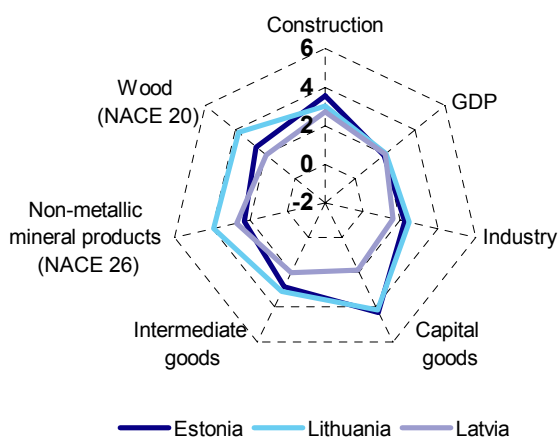 Construction
6
4
2
0
-2
GDP
Industry
Capital
goods
Intermediate
goods
Non-metallic
mineral products
(NACE 26)
Wood
(NACE 20)
Estonia Lithuania Latvia